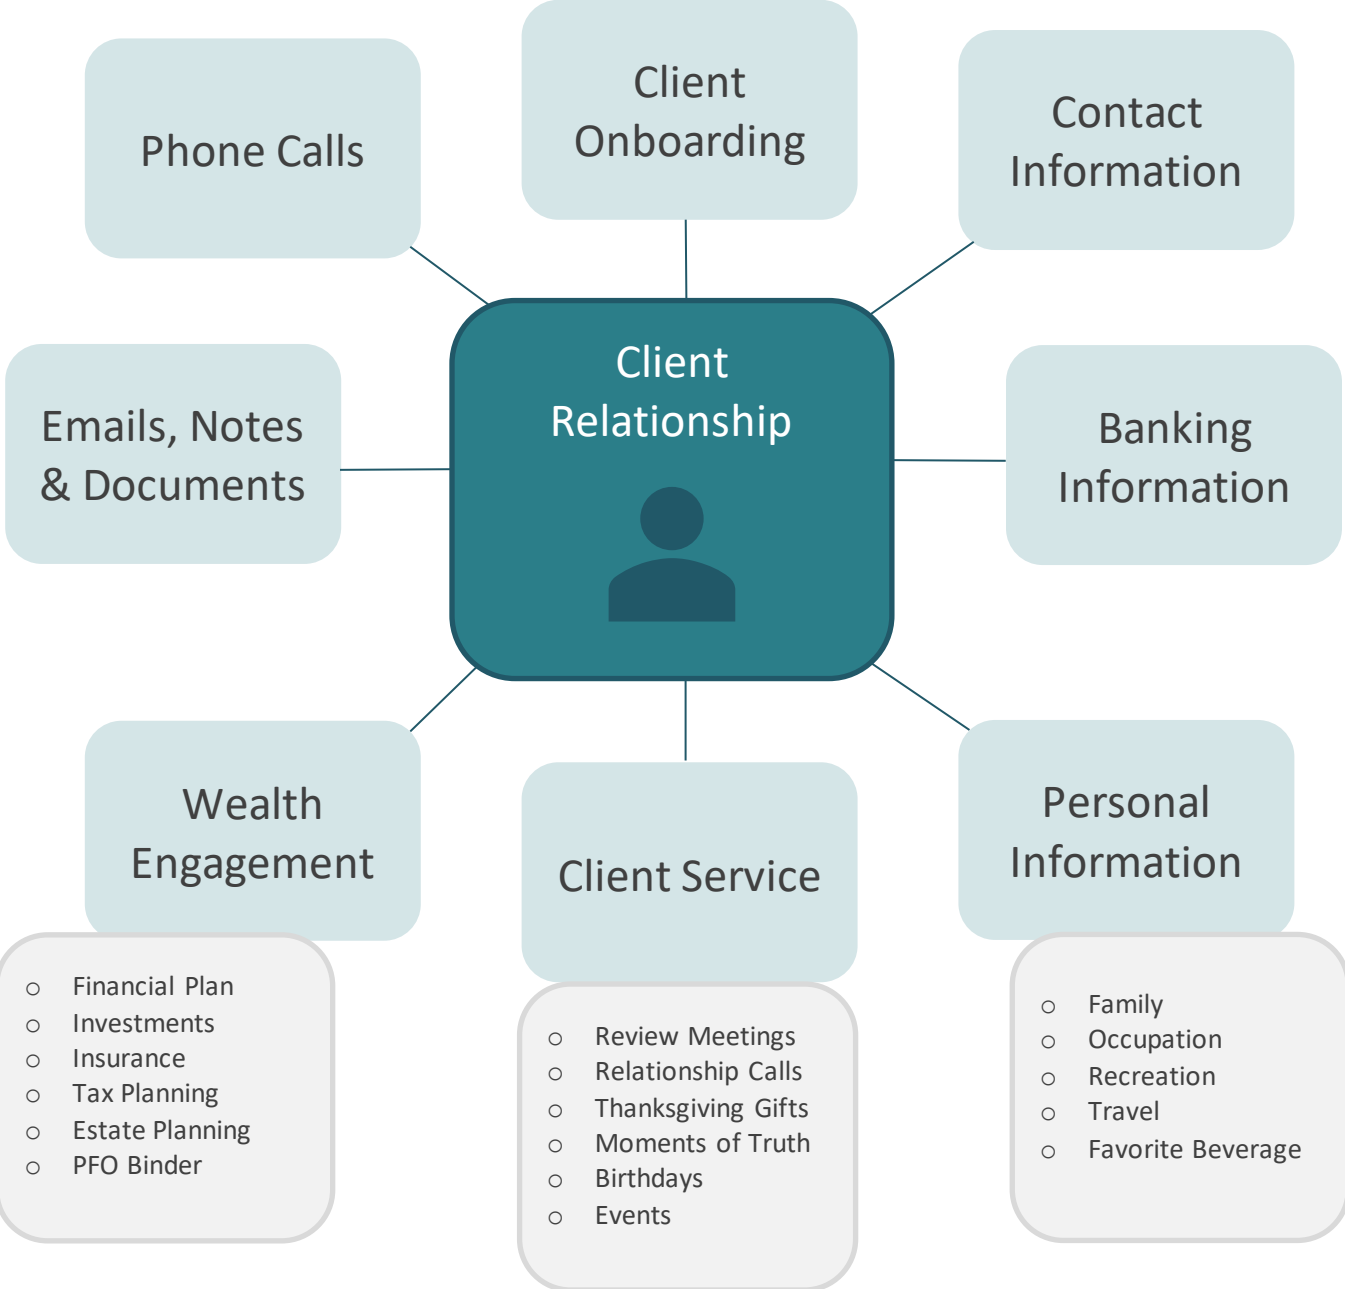 Phone Calls
Client
Onboarding
Contact
Information
Emails, Notes
& Documents
Client
Relationship
Banking
Information
Wealth
Engagement
Client Service
Personal
Information
o Financial Plan
o Investments
o Insurance
o Tax Planning
o Estate Planning
o PFO Binder
o Review Meetings
o Relationship Calls
o Thanksgiving Gifts
o Moments of Truth
o Birthdays
o Events
o Family
o Occupation
o Recreation
o Travel
o Favorite Beverage